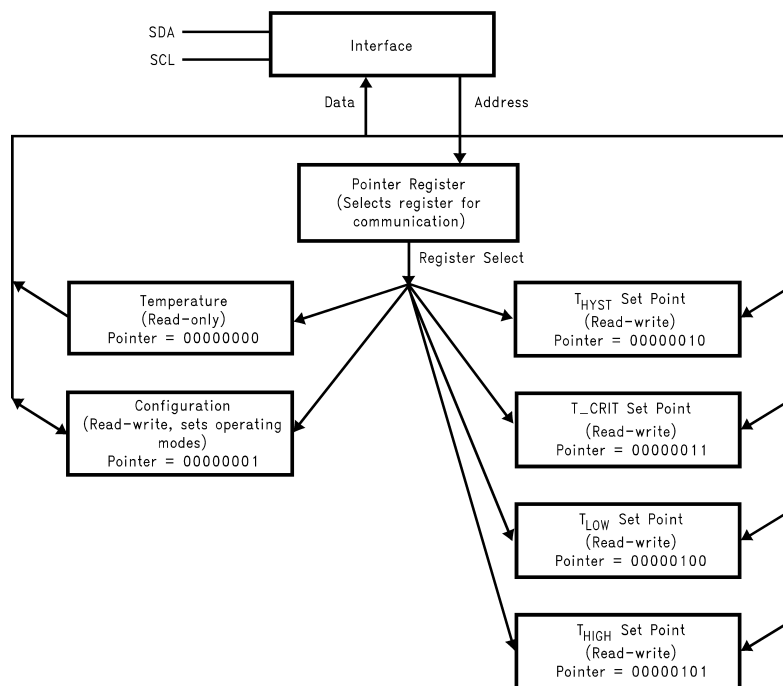 SDA
SCL
Interface
Data
Address
Pointer Register
(Selects register for
communication)
Register Select
Temperature
(Read-only)
Pointer = 00000000
Configuration
(Read-write, sets operating
modes)
Pointer = 00000001
THYST Set Point
(Read-write)
Pointer = 00000010
T_CRIT Set Point
(Read-write)
Pointer = 00000011
TLOW Set Point
(Read-write)
Pointer = 00000100
THIGH Set Point
(Read-write)
Pointer = 00000101